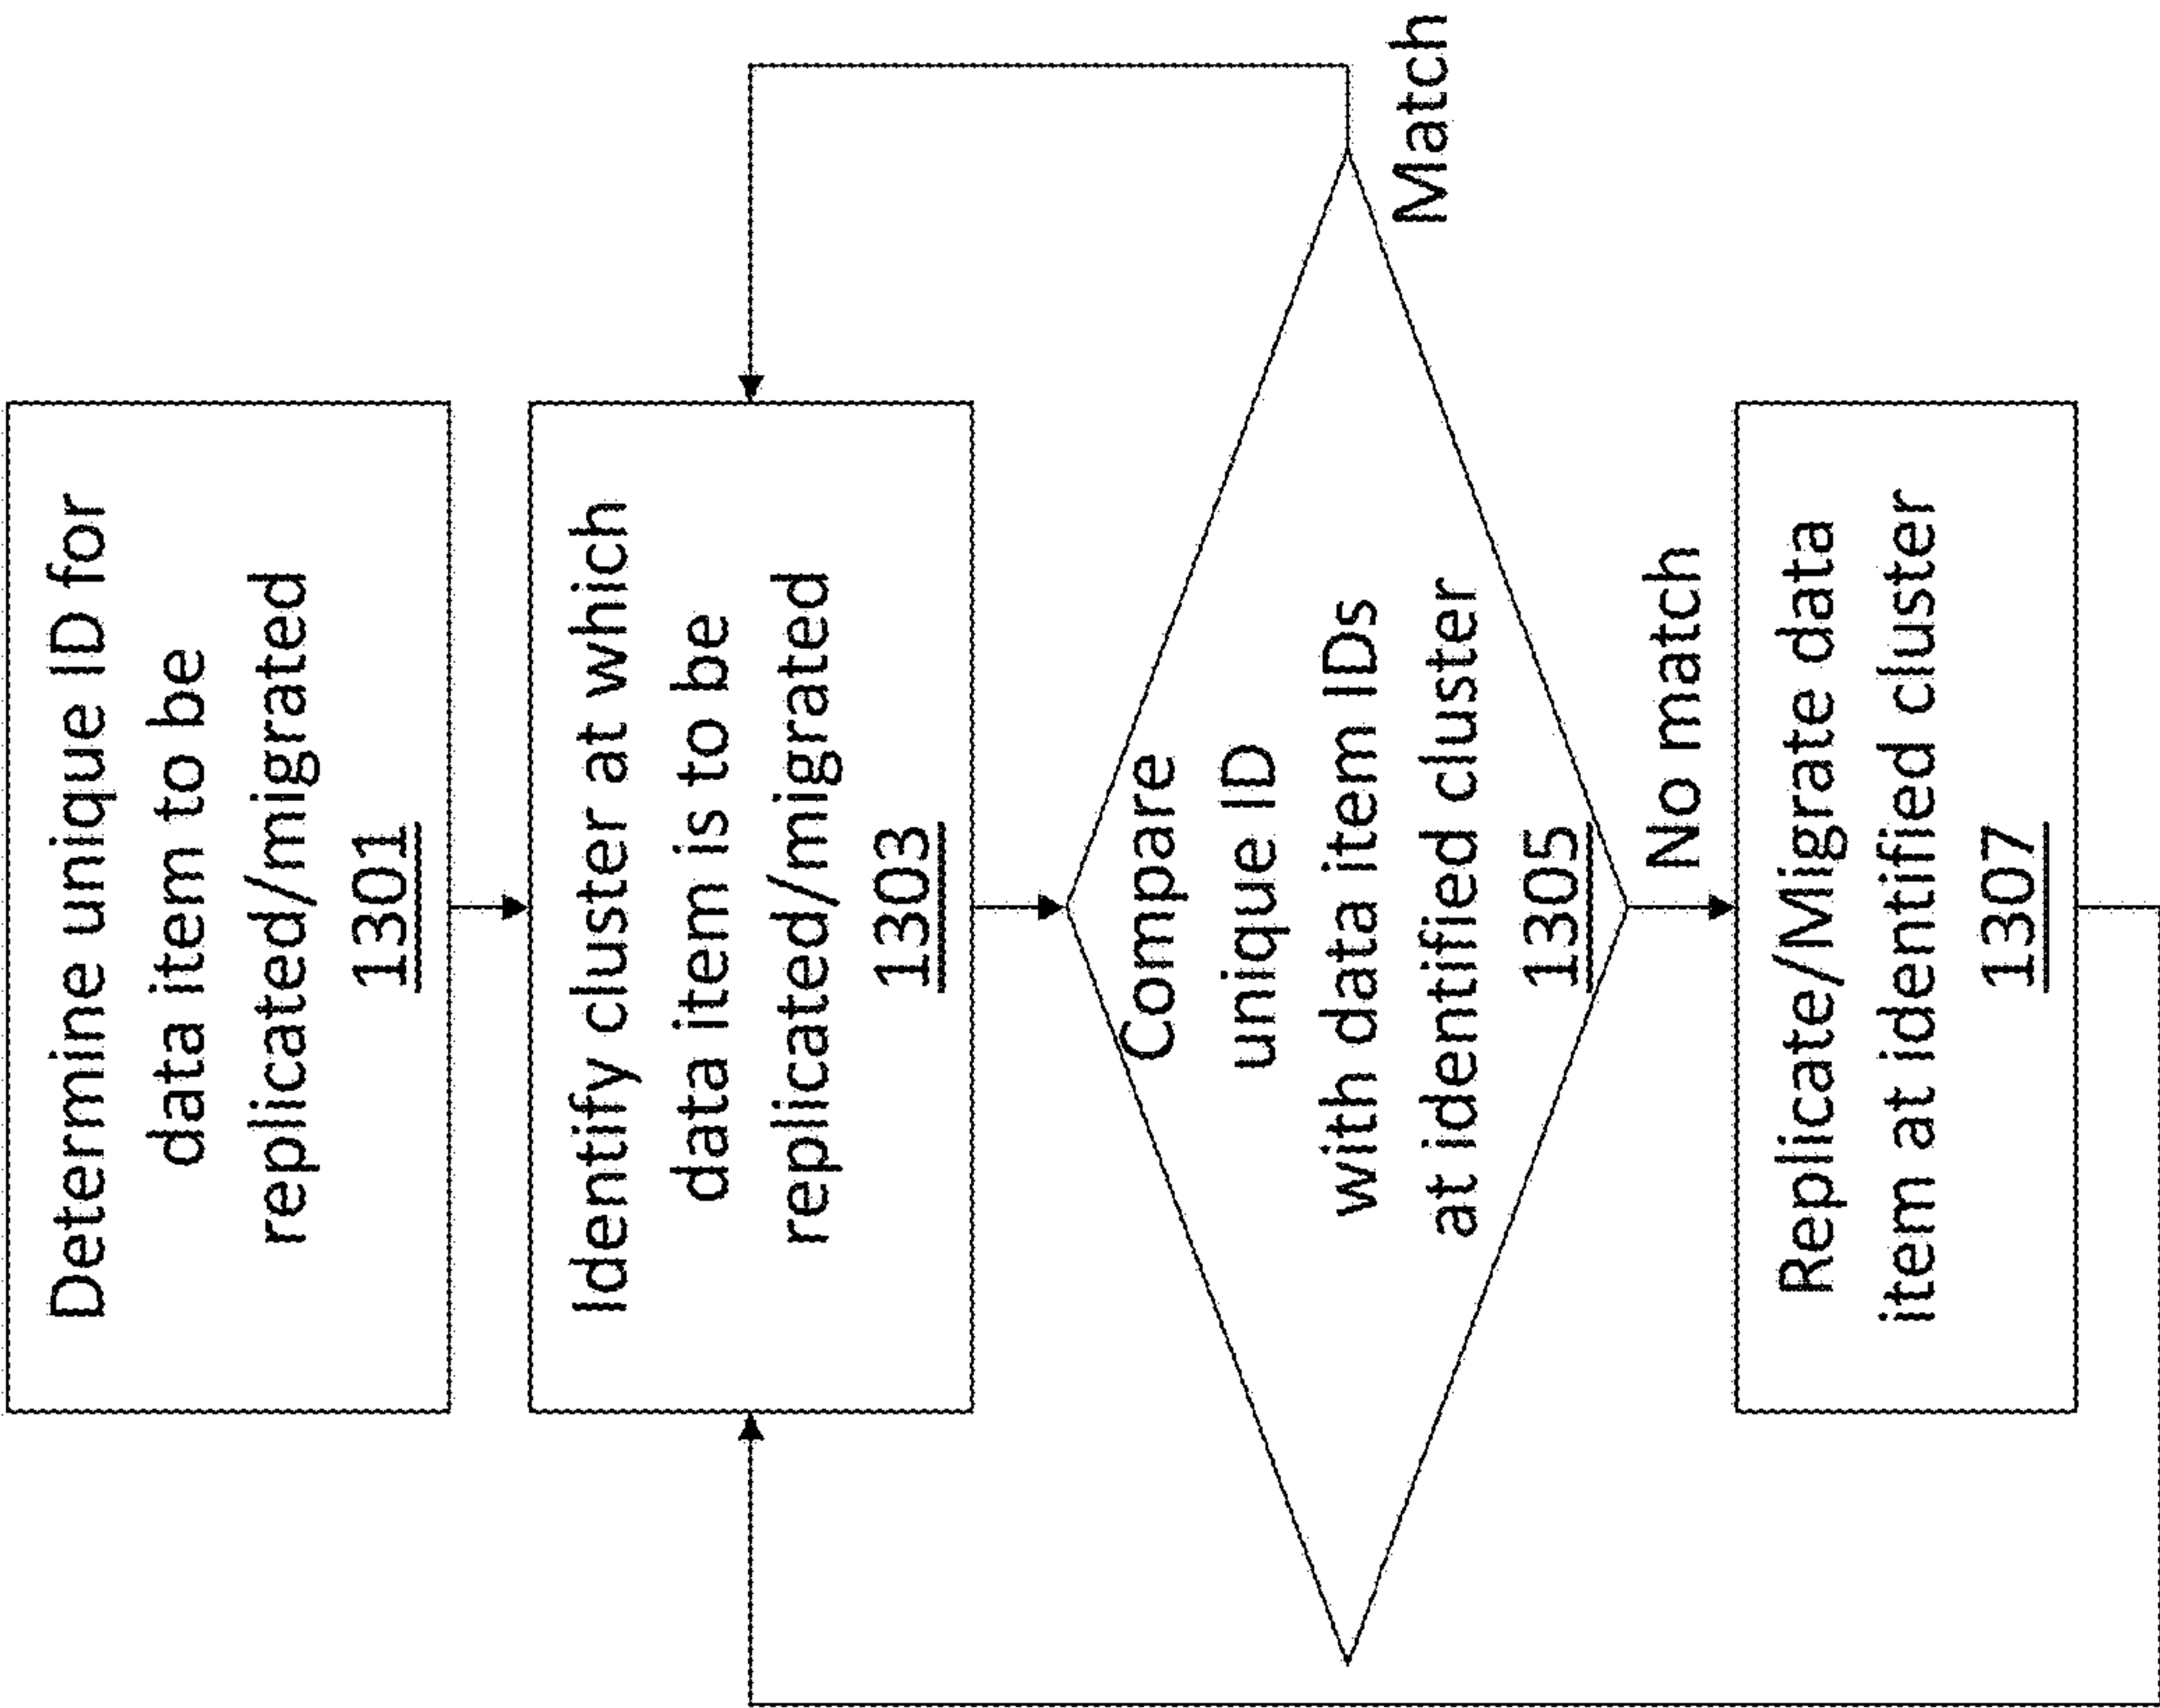 Determine unique ID for
data item to be
replicated/migrated
1301
Identify cluster at which
data item is to be
replicated/migrated
1303
Compare
unique ID
with data item IDs
at identified cluster
1305
Match
No match
Replicate/Migrate data
item at identified cluster
1307